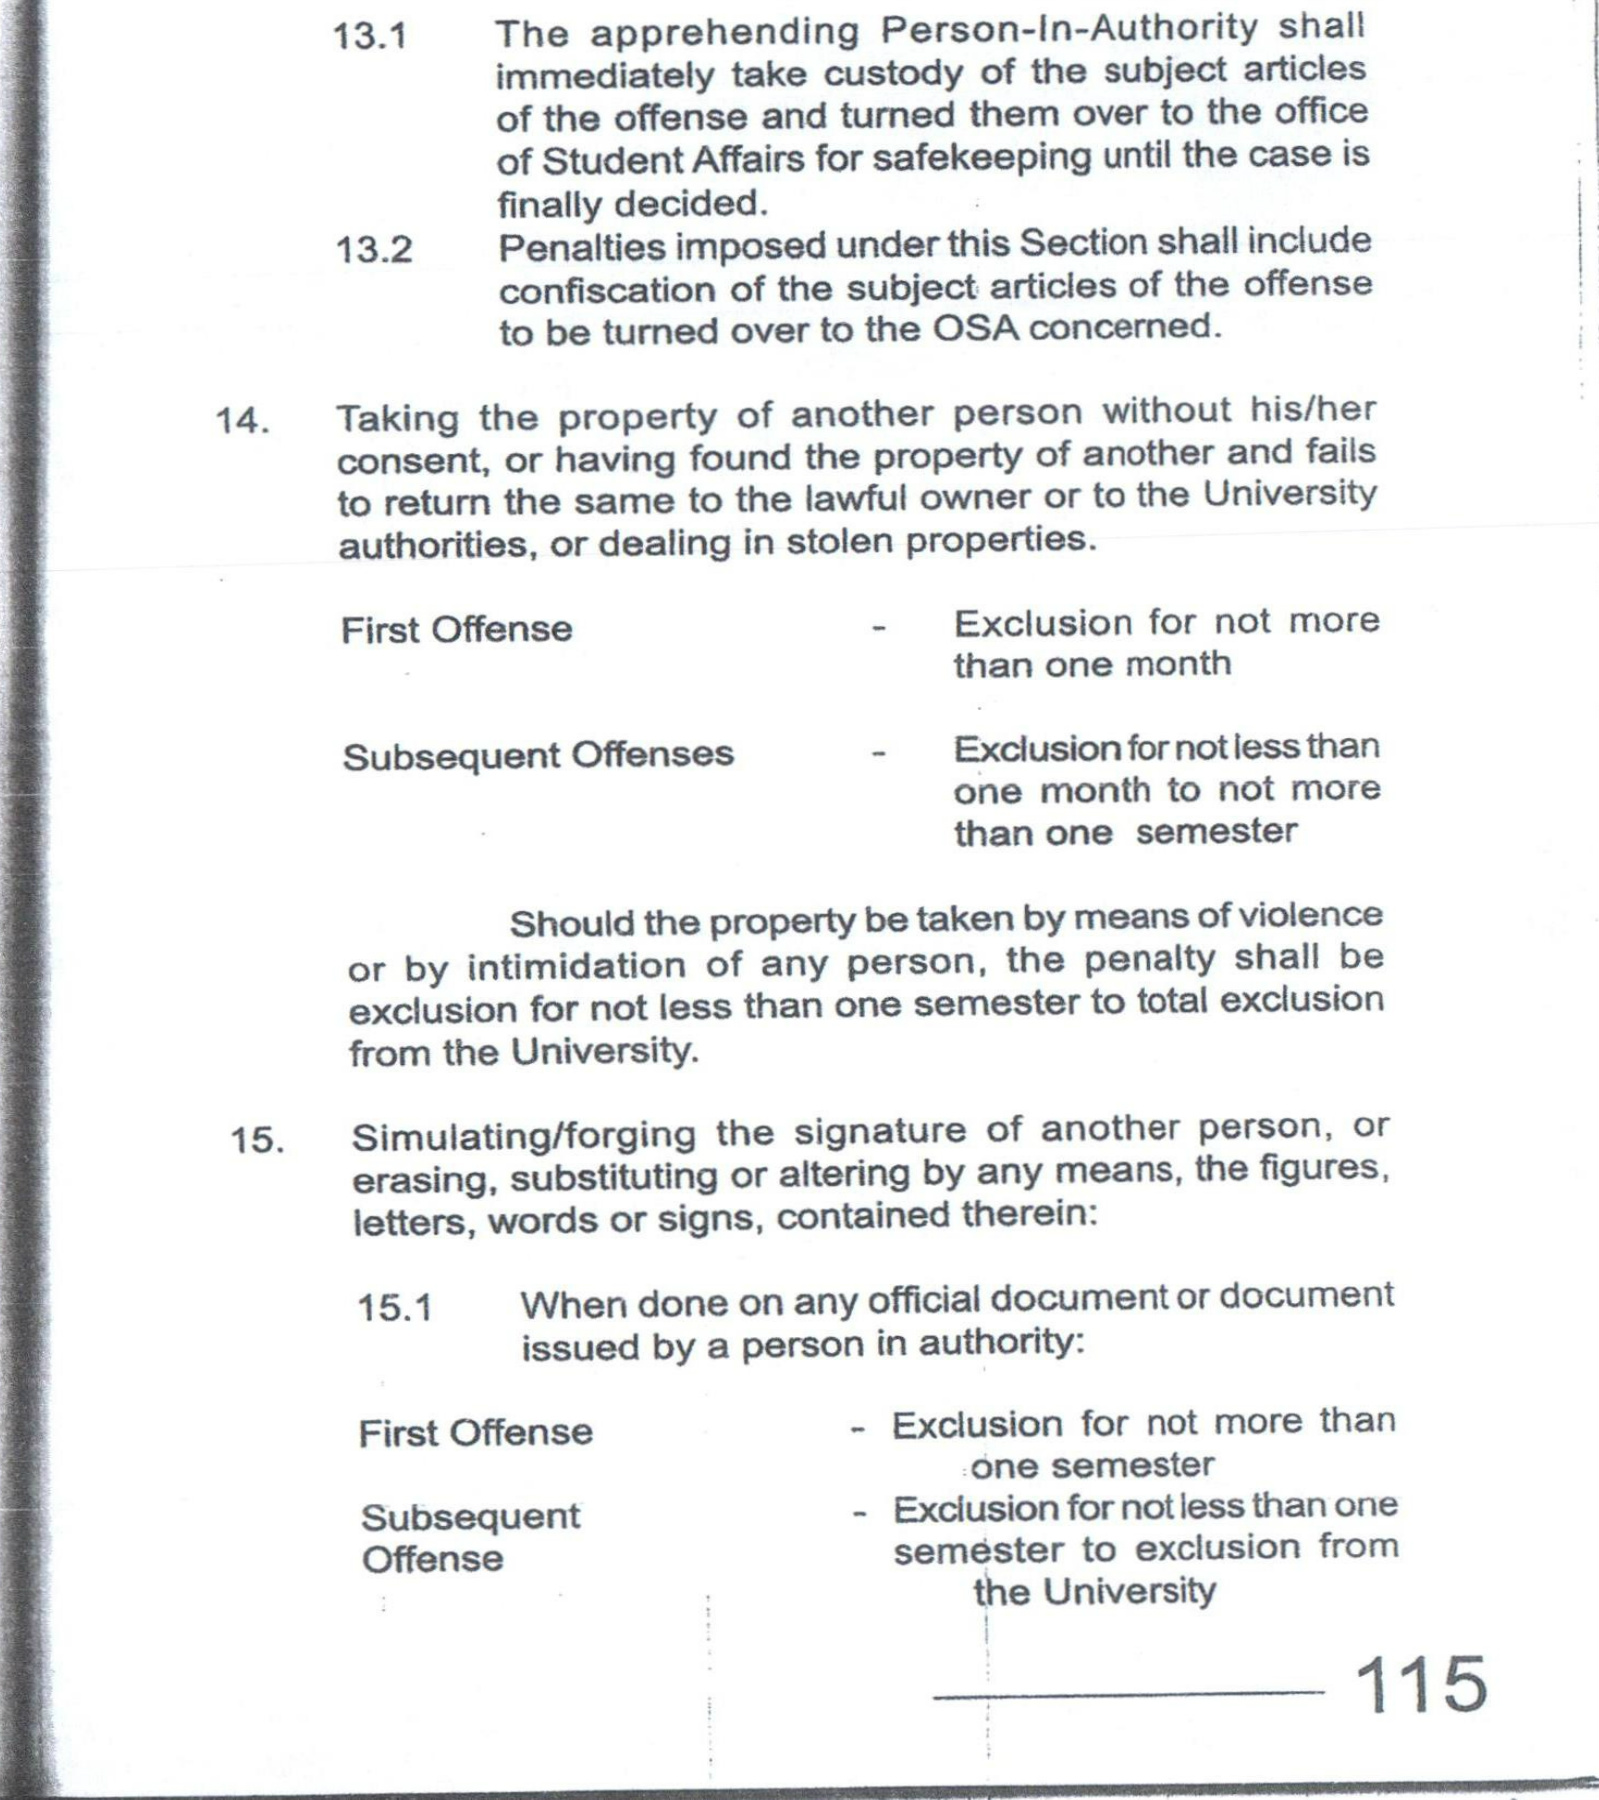 13.1 The apprehending Person-In-Authority shall
immediately take custody of the subject articles
of the offense and turned them over to the office
of Student Affairs for safekeeping until the case is
finally decided.
13.2 Penalties imposed under this Section shall include
confiscation of the subject articles of the offense
to be turned over to the OSA concerned.
14. Taking the property of another person without his/her
consent, or having found the property of another and fails
to return the same to the lawful owner or to the University
authorities, or dealing in stolen properties.
First Offense - Exclusion for not more
than one month
Subsequent Offenses - Exclusion for not less than
one month to not more
than one semester
Should the property be taken by means of violence
or by intimidation of any person, the penalty shall be
exclusion for not less than one semester to total exclusion
from the University.
15. Simulating/forging the signature of another person, or
erasing, substituting or altering by any means, the figures,
letters, words or signs, contained therein:
15.1 When done on any official document or document
issued by a person in authority:
First Offense - Exclusion for not more than
one semester
Subsequent - Exclusion for not less than one
Offense semester to exclusion from
the University
115